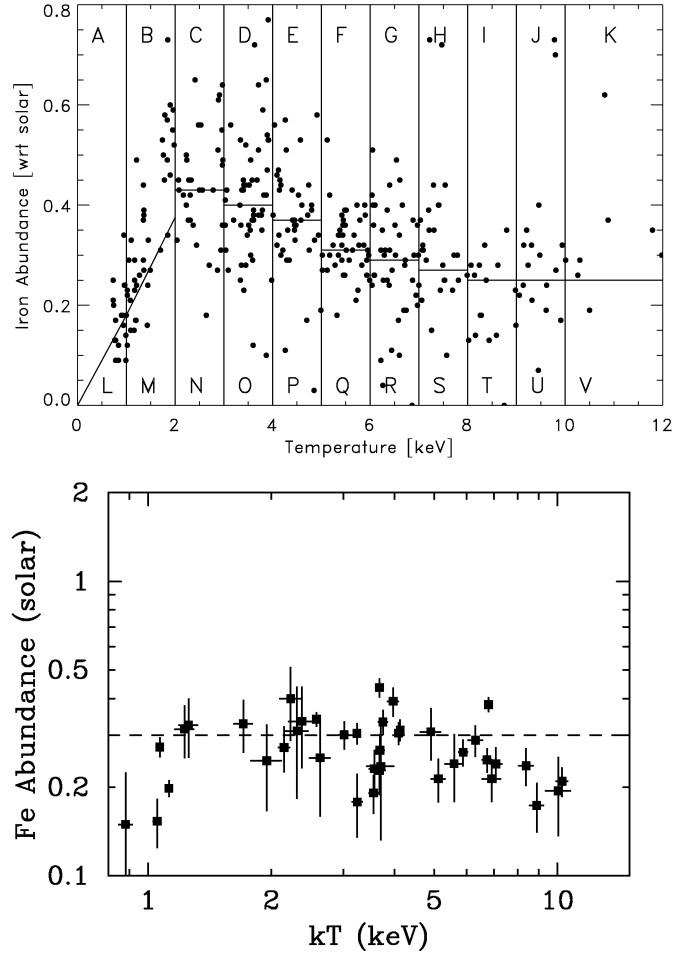 0.8
A B C D E F G H I J K
0.6
0.4
0.2
L M N O P Q R S T U V
0.0
0 2 4 6 8 10 12
Temperature [keV]
Iron Abundance [wrt solar]
2
1
0.5
0.2
0.1
1 2 5 10
kT (keV)
Fe Abundance (solar)